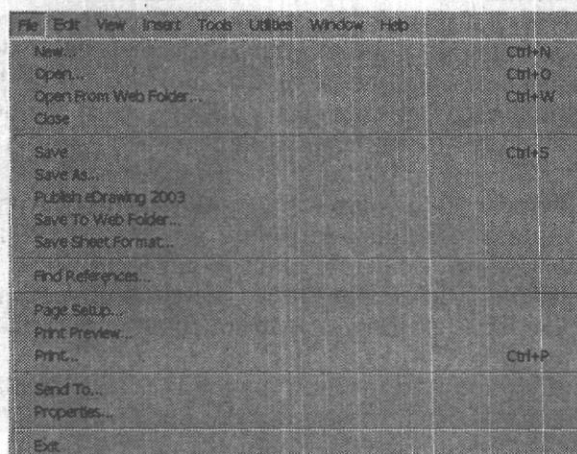 File Edit View Insert Tools Utilities Window Help
New... Ctrl+N
Open... Ctrl+O
Open From Web Folder... Ctrl+W
Close
Save Ctrl+S
Save As...
Publish eDrawing 2003
Save To Web Folder...
Save Sheet Format...
Find References...
Page Setup...
Print Preview...
Print... Ctrl+P
Send To...
Properties...
Exit